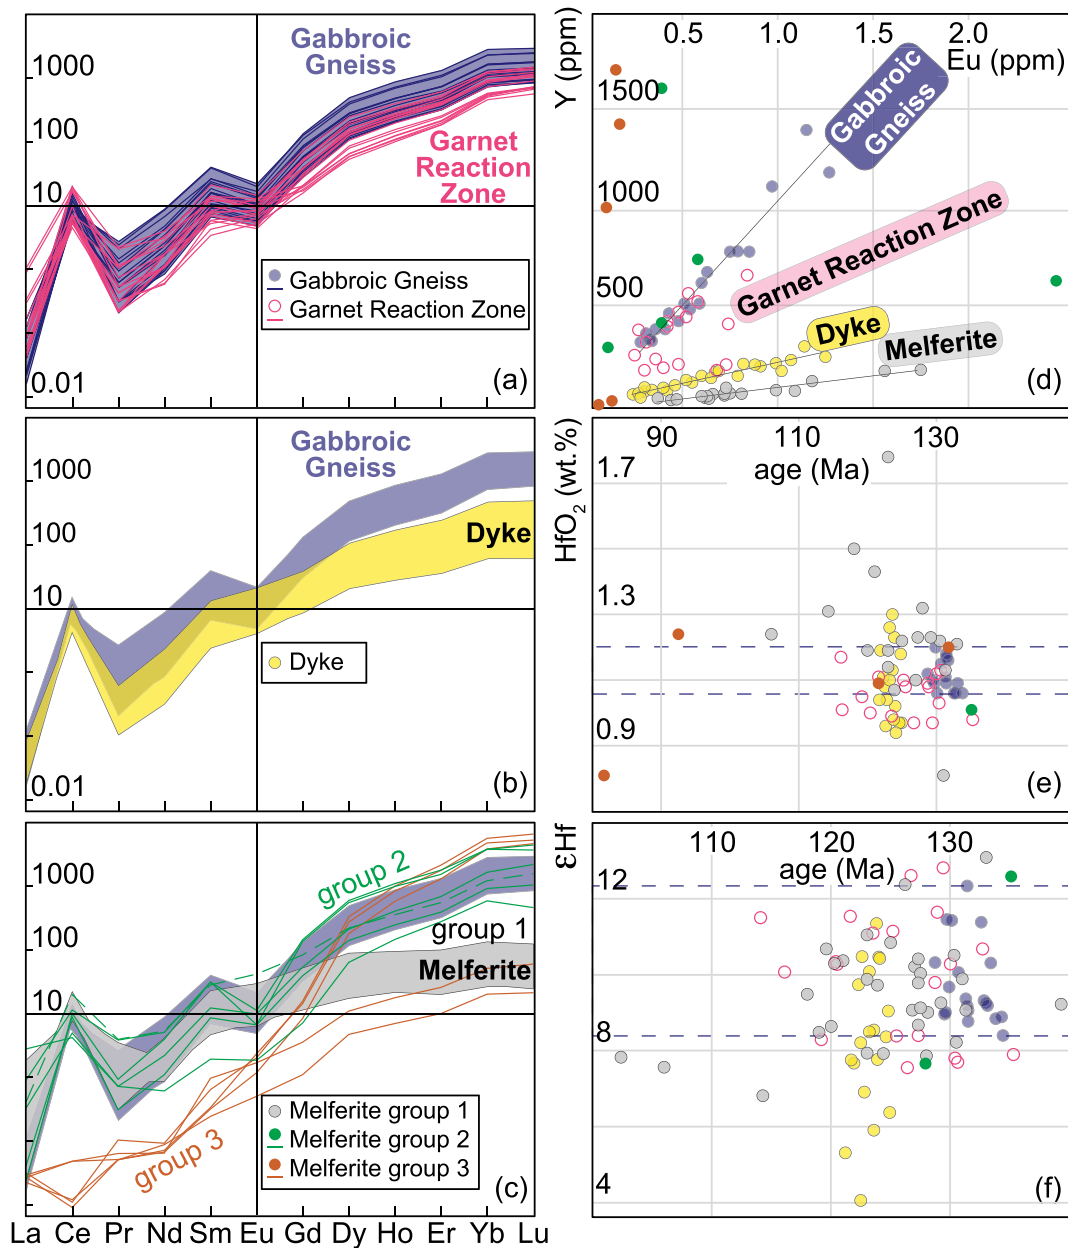 Gabbroic
Gneiss
1000
100
10
0.01
Garnet
Reaction
Zone
Gabbroic Gneiss
Garnet Reaction Zone
(a)
Gabbroic
Gneiss
1000
100
10
0.01
Dyke
Dyke
(b)
group 2
1000
100
10
group 1
Melferite
group 3
Melferite group 1
Melferite group 2
Melferite group 3
(c)
La Ce Pr Nd Sm Eu Gd Dy Ho Er Yb Lu
Y (ppm)
0.5 1.0 1.5 2.0
Eu (ppm)
1500
1000
500
Gabbroic
Gneiss
Garnet Reaction Zone
Dyke
Melferite
(d)
HfO2 (wt.%)
90 110 130
age (Ma)
1.7
1.3
0.9
(e)
εHf
110 120 130
age (Ma)
12
8
4
(f)